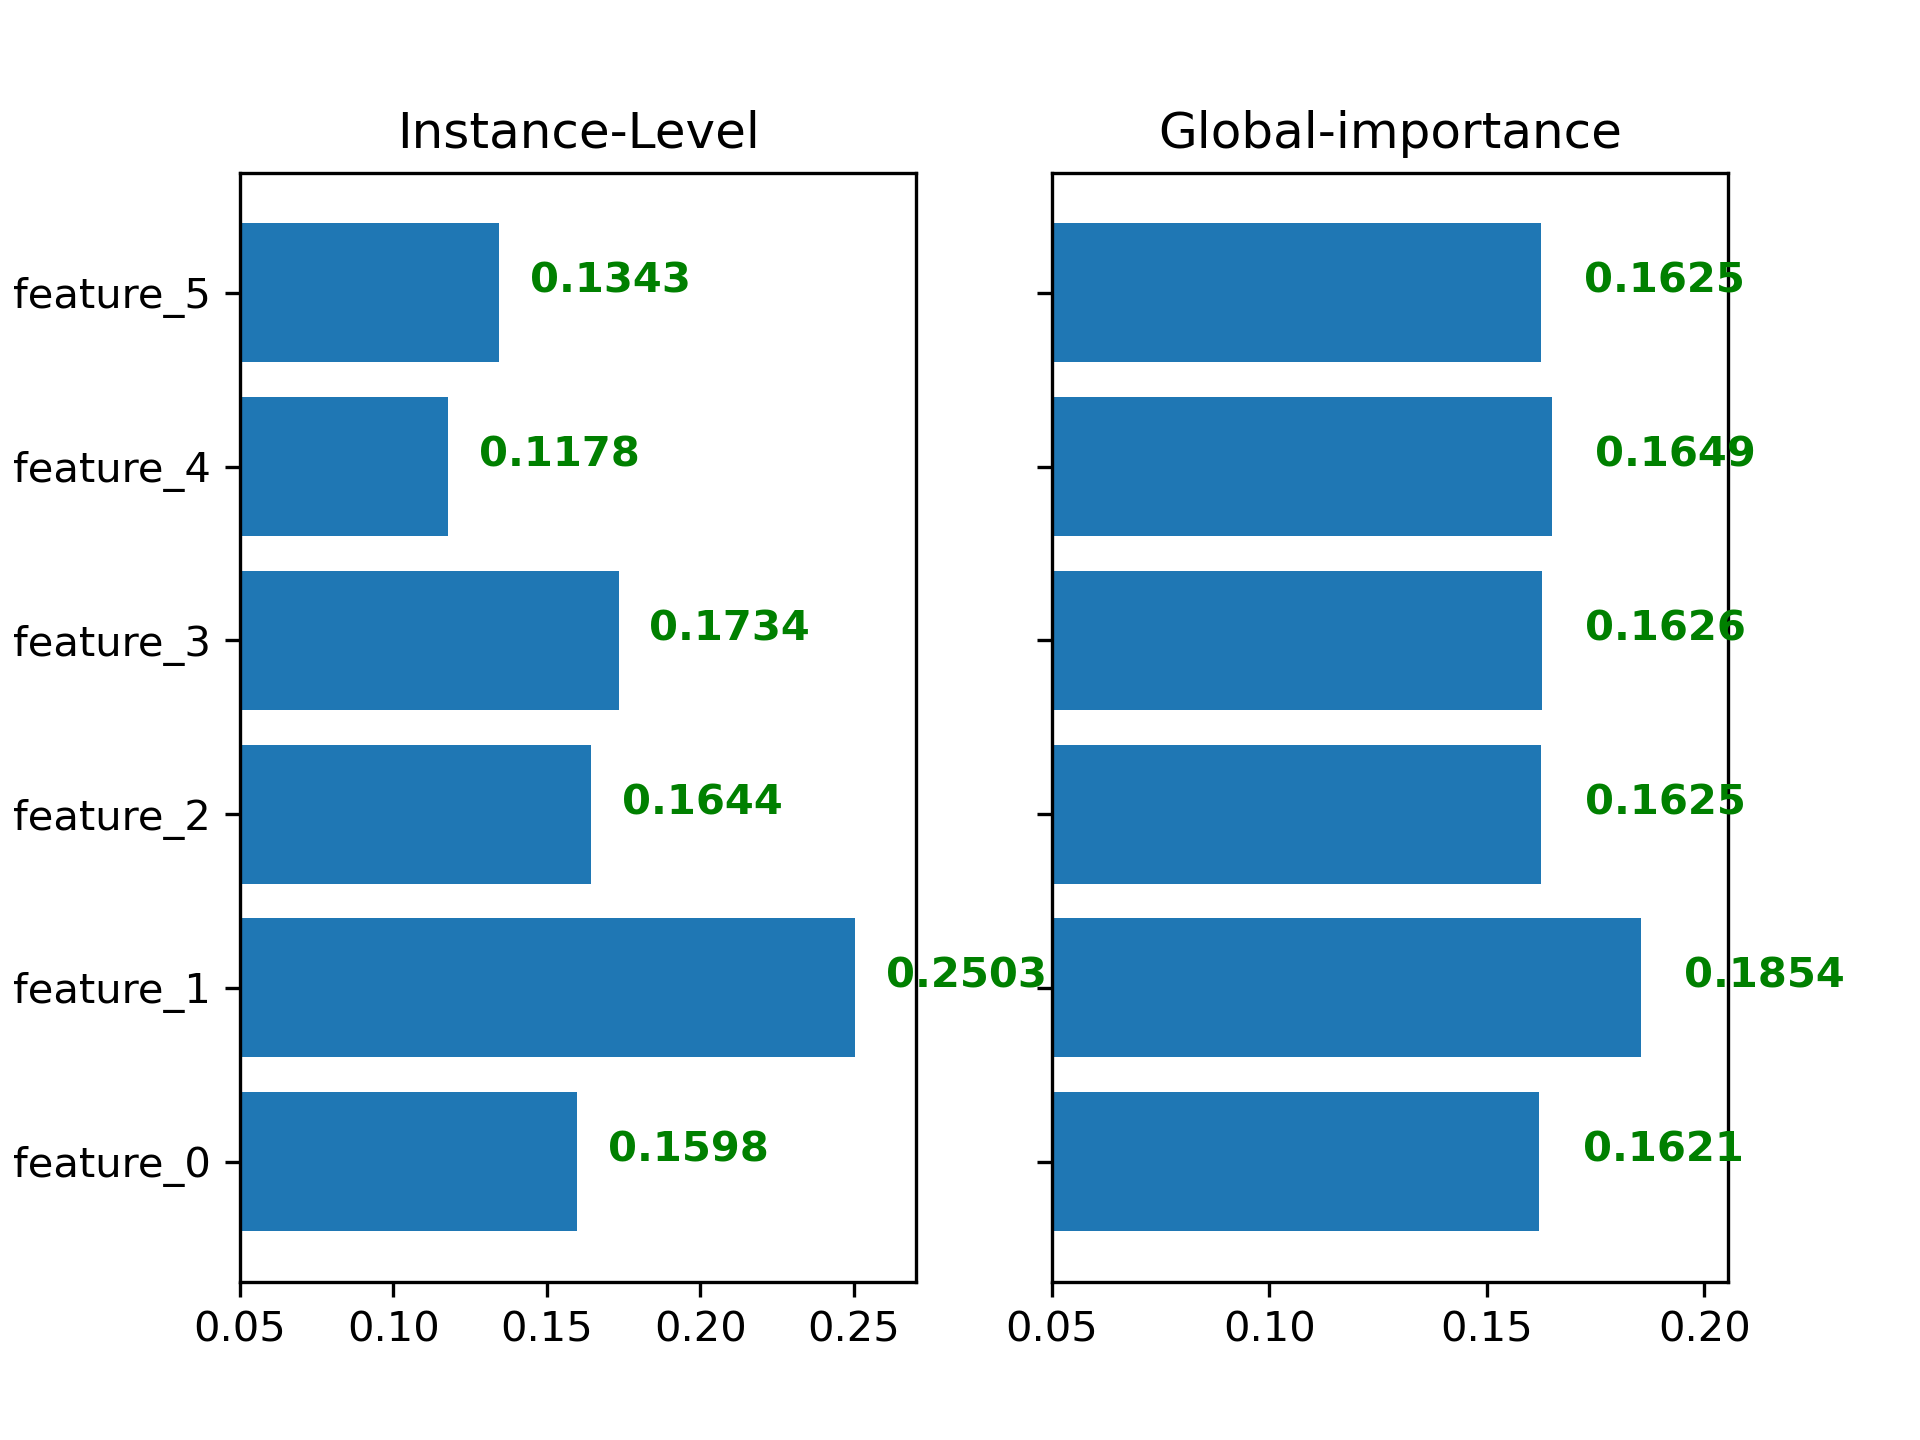 Instance-Level
Global-importance
feature_5
0.1343
0.1625
feature_4
0.1178
0.1649
feature_3
0.1734
0.1626
feature_2
0.1644
0.1625
feature_1
0.2503
0.1854
feature_0
0.1598
0.1621
0.05 0.10 0.15 0.20 0.25
0.05 0.10 0.15 0.20